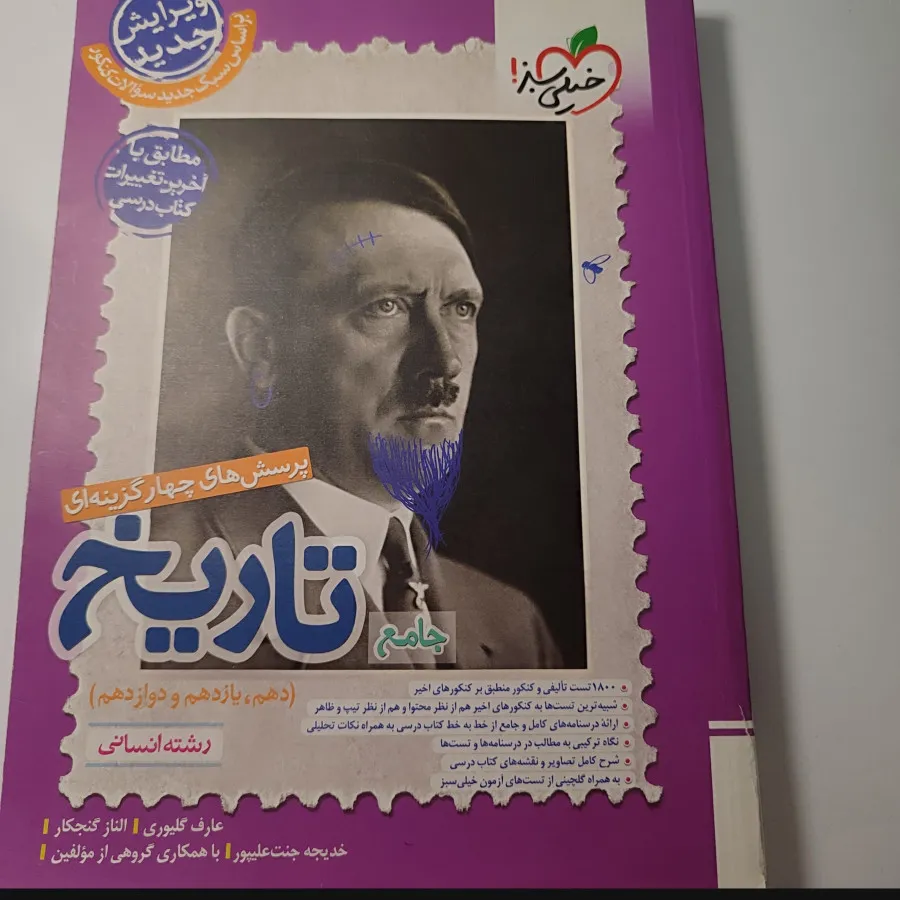 ویرایش
جدید
براساس سبک جدید سؤالات کنکور
خیلی سبز!
مطابق با
آخرین تغییرات
کتاب درسی
پرسش‌های چهارگزینه‌ای
تاریخ
جامع
(دهم، یازدهم و دوازدهم)
رشته انسانی
۱۸۰۰ تست تألیفی و کنکور منطبق بر کنکورهای اخیر
شبیه‌ترین تست‌ها به کنکورهای اخیر هم از نظر محتوا و هم از نظر تیپ و ظاهر
ارائهٔ درسنامه‌های کامل و جامع از خط به خط کتاب درسی به همراه نکات تحلیلی
نگاه ترکیبی به مطالب در درسنامه‌ها و تست‌ها
شرح کامل تصاویر و نقشه‌های کتاب درسی
به همراه گلچینی از تست‌های آزمون خیلی‌سبز
عارف گلیوری الناز گنجکار
خدیجه جنت‌علیپور با همکاری گروهی از مؤلفین